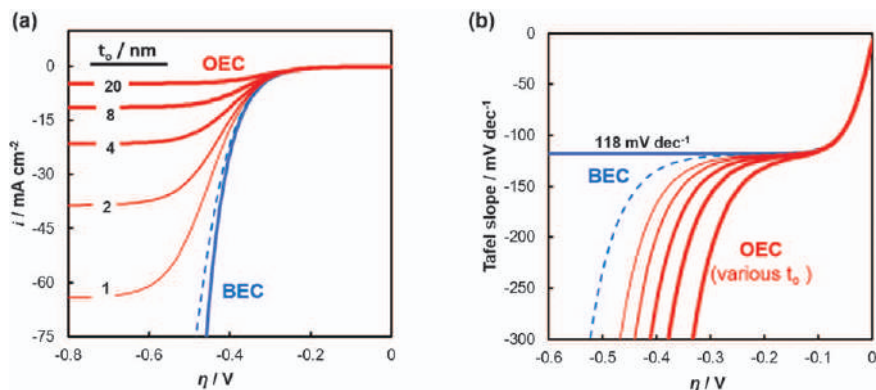 (a)
t₀ / nm
OEC
20
8
4
2
1
BEC
0
-15
-30
-45
-60
-75
i / mA cm⁻²
-0.8
-0.6
-0.4
-0.2
0
η / V
(b)
0
-50
-100
-150
-200
-250
-300
Tafel slope / mV dec⁻¹
118 mV dec⁻¹
BEC
OEC
(various t₀ )
-0.6
-0.5
-0.4
-0.3
-0.2
-0.1
0
η / V